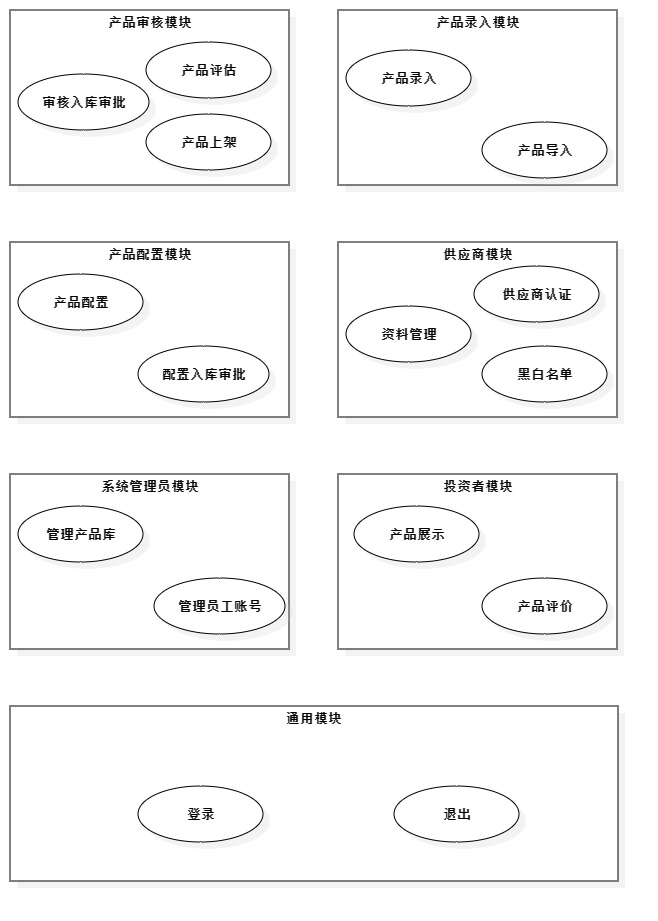 产品审核模块
产品评估
审核入库审批
产品上架
产品录入模块
产品录入
产品导入
产品配置模块
产品配置
配置入库审批
供应商模块
供应商认证
资料管理
黑白名单
系统管理员模块
管理产品库
管理员工账号
投资者模块
产品展示
产品评价
通用模块
登录
退出